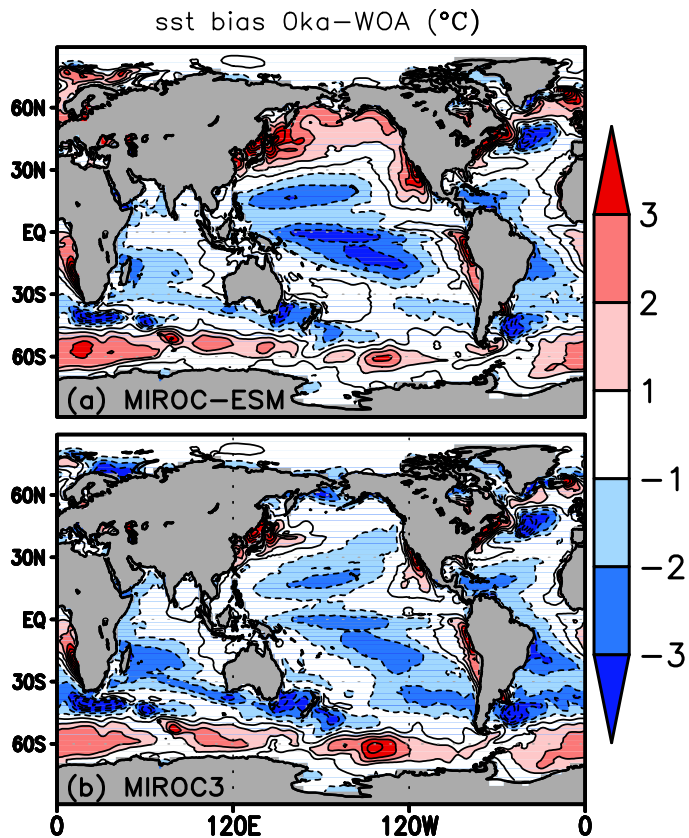 sst bias Oka-WOA (°C)
60N
30N
EQ
30S
60S
(a) MIROC-ESM
60N
30N
EQ
30S
60S
(b) MIROC3
0
120E
120W
0
3
2
1
-1
-2
-3